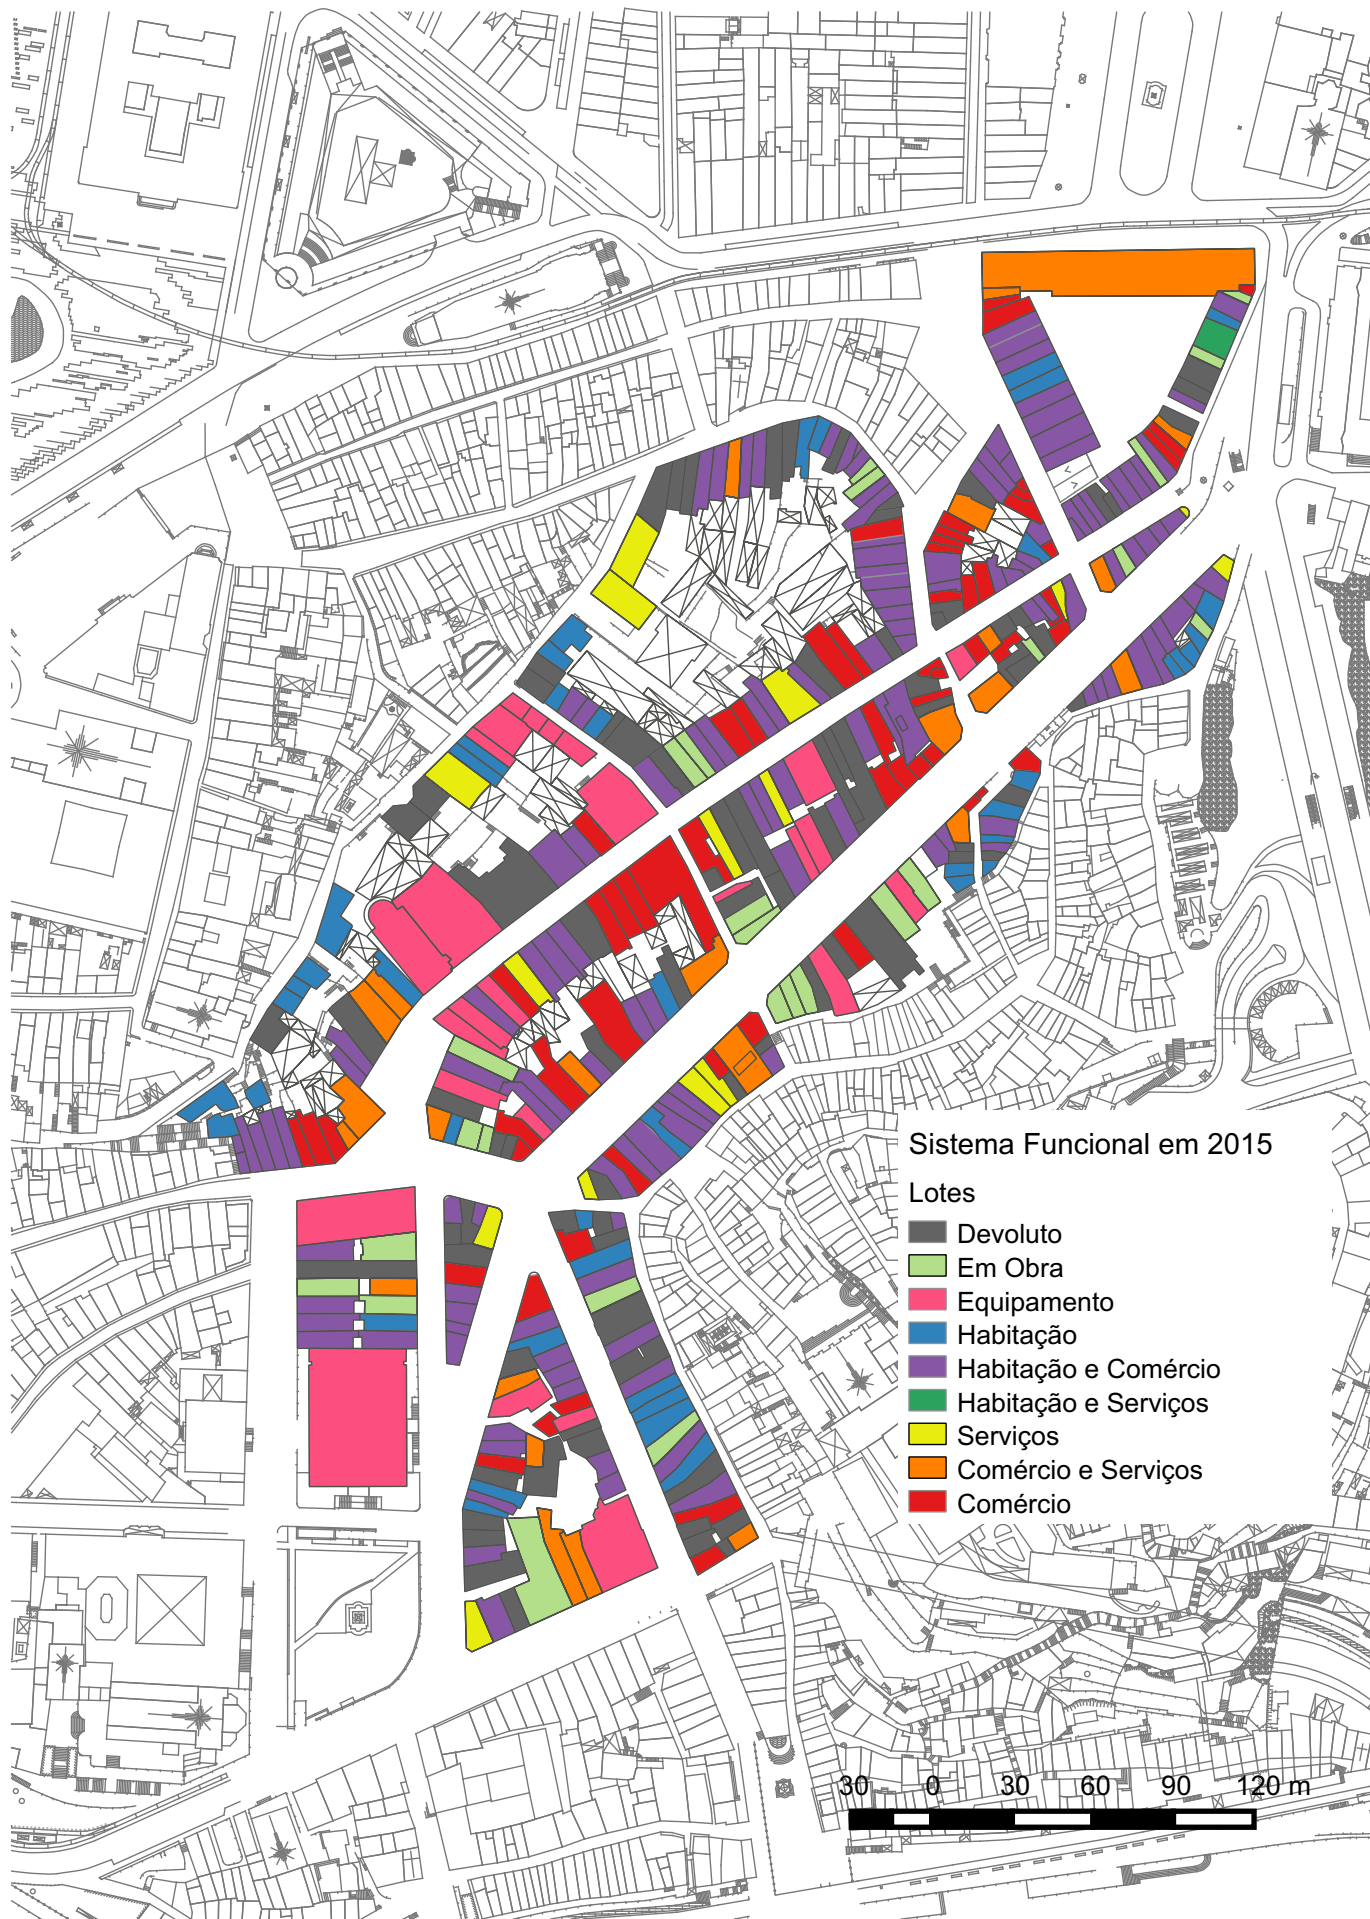 Sistema Funcional em 2015
Lotes
Devoluto
Em Obra
Equipamento
Habitação
Habitação e Comércio
Habitação e Serviços
Serviços
Comércio e Serviços
Comércio
30 0 30 60 90 120 m